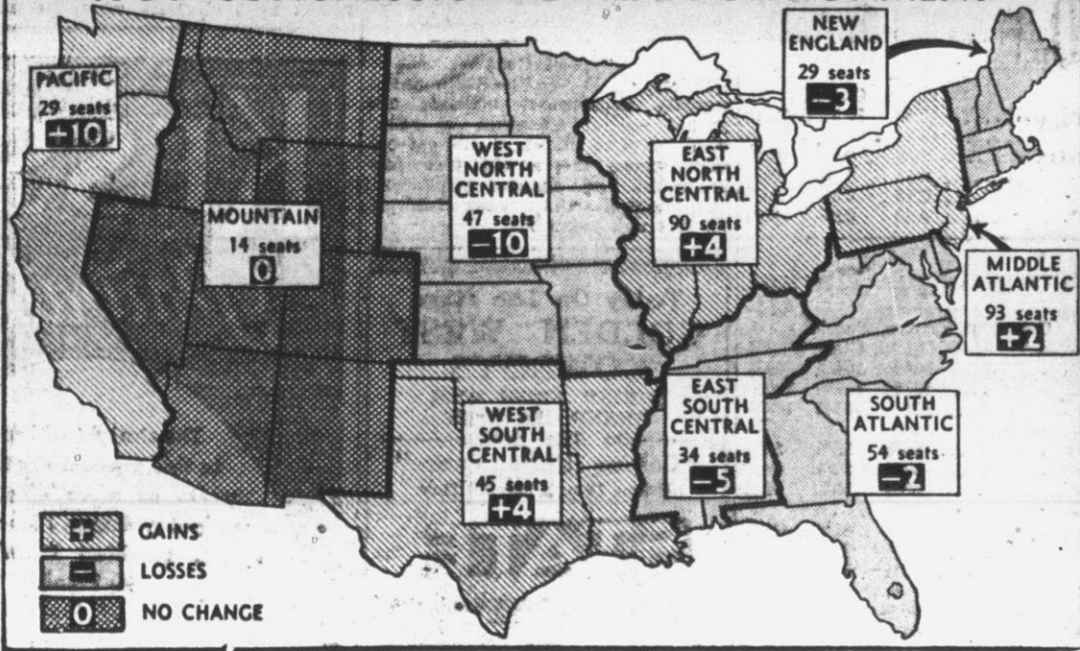 PACIFIC
29 seats
+10
MOUNTAIN
14 seats
0
WEST
NORTH
CENTRAL
47 seats
−10
EAST
NORTH
CENTRAL
90 seats
+4
NEW
ENGLAND
29 seats
−3
MIDDLE
ATLANTIC
93 seats
+2
WEST
SOUTH
CENTRAL
45 seats
+4
EAST
SOUTH
CENTRAL
34 seats
−5
SOUTH
ATLANTIC
54 seats
−2
+ GAINS
− LOSSES
0 NO CHANGE